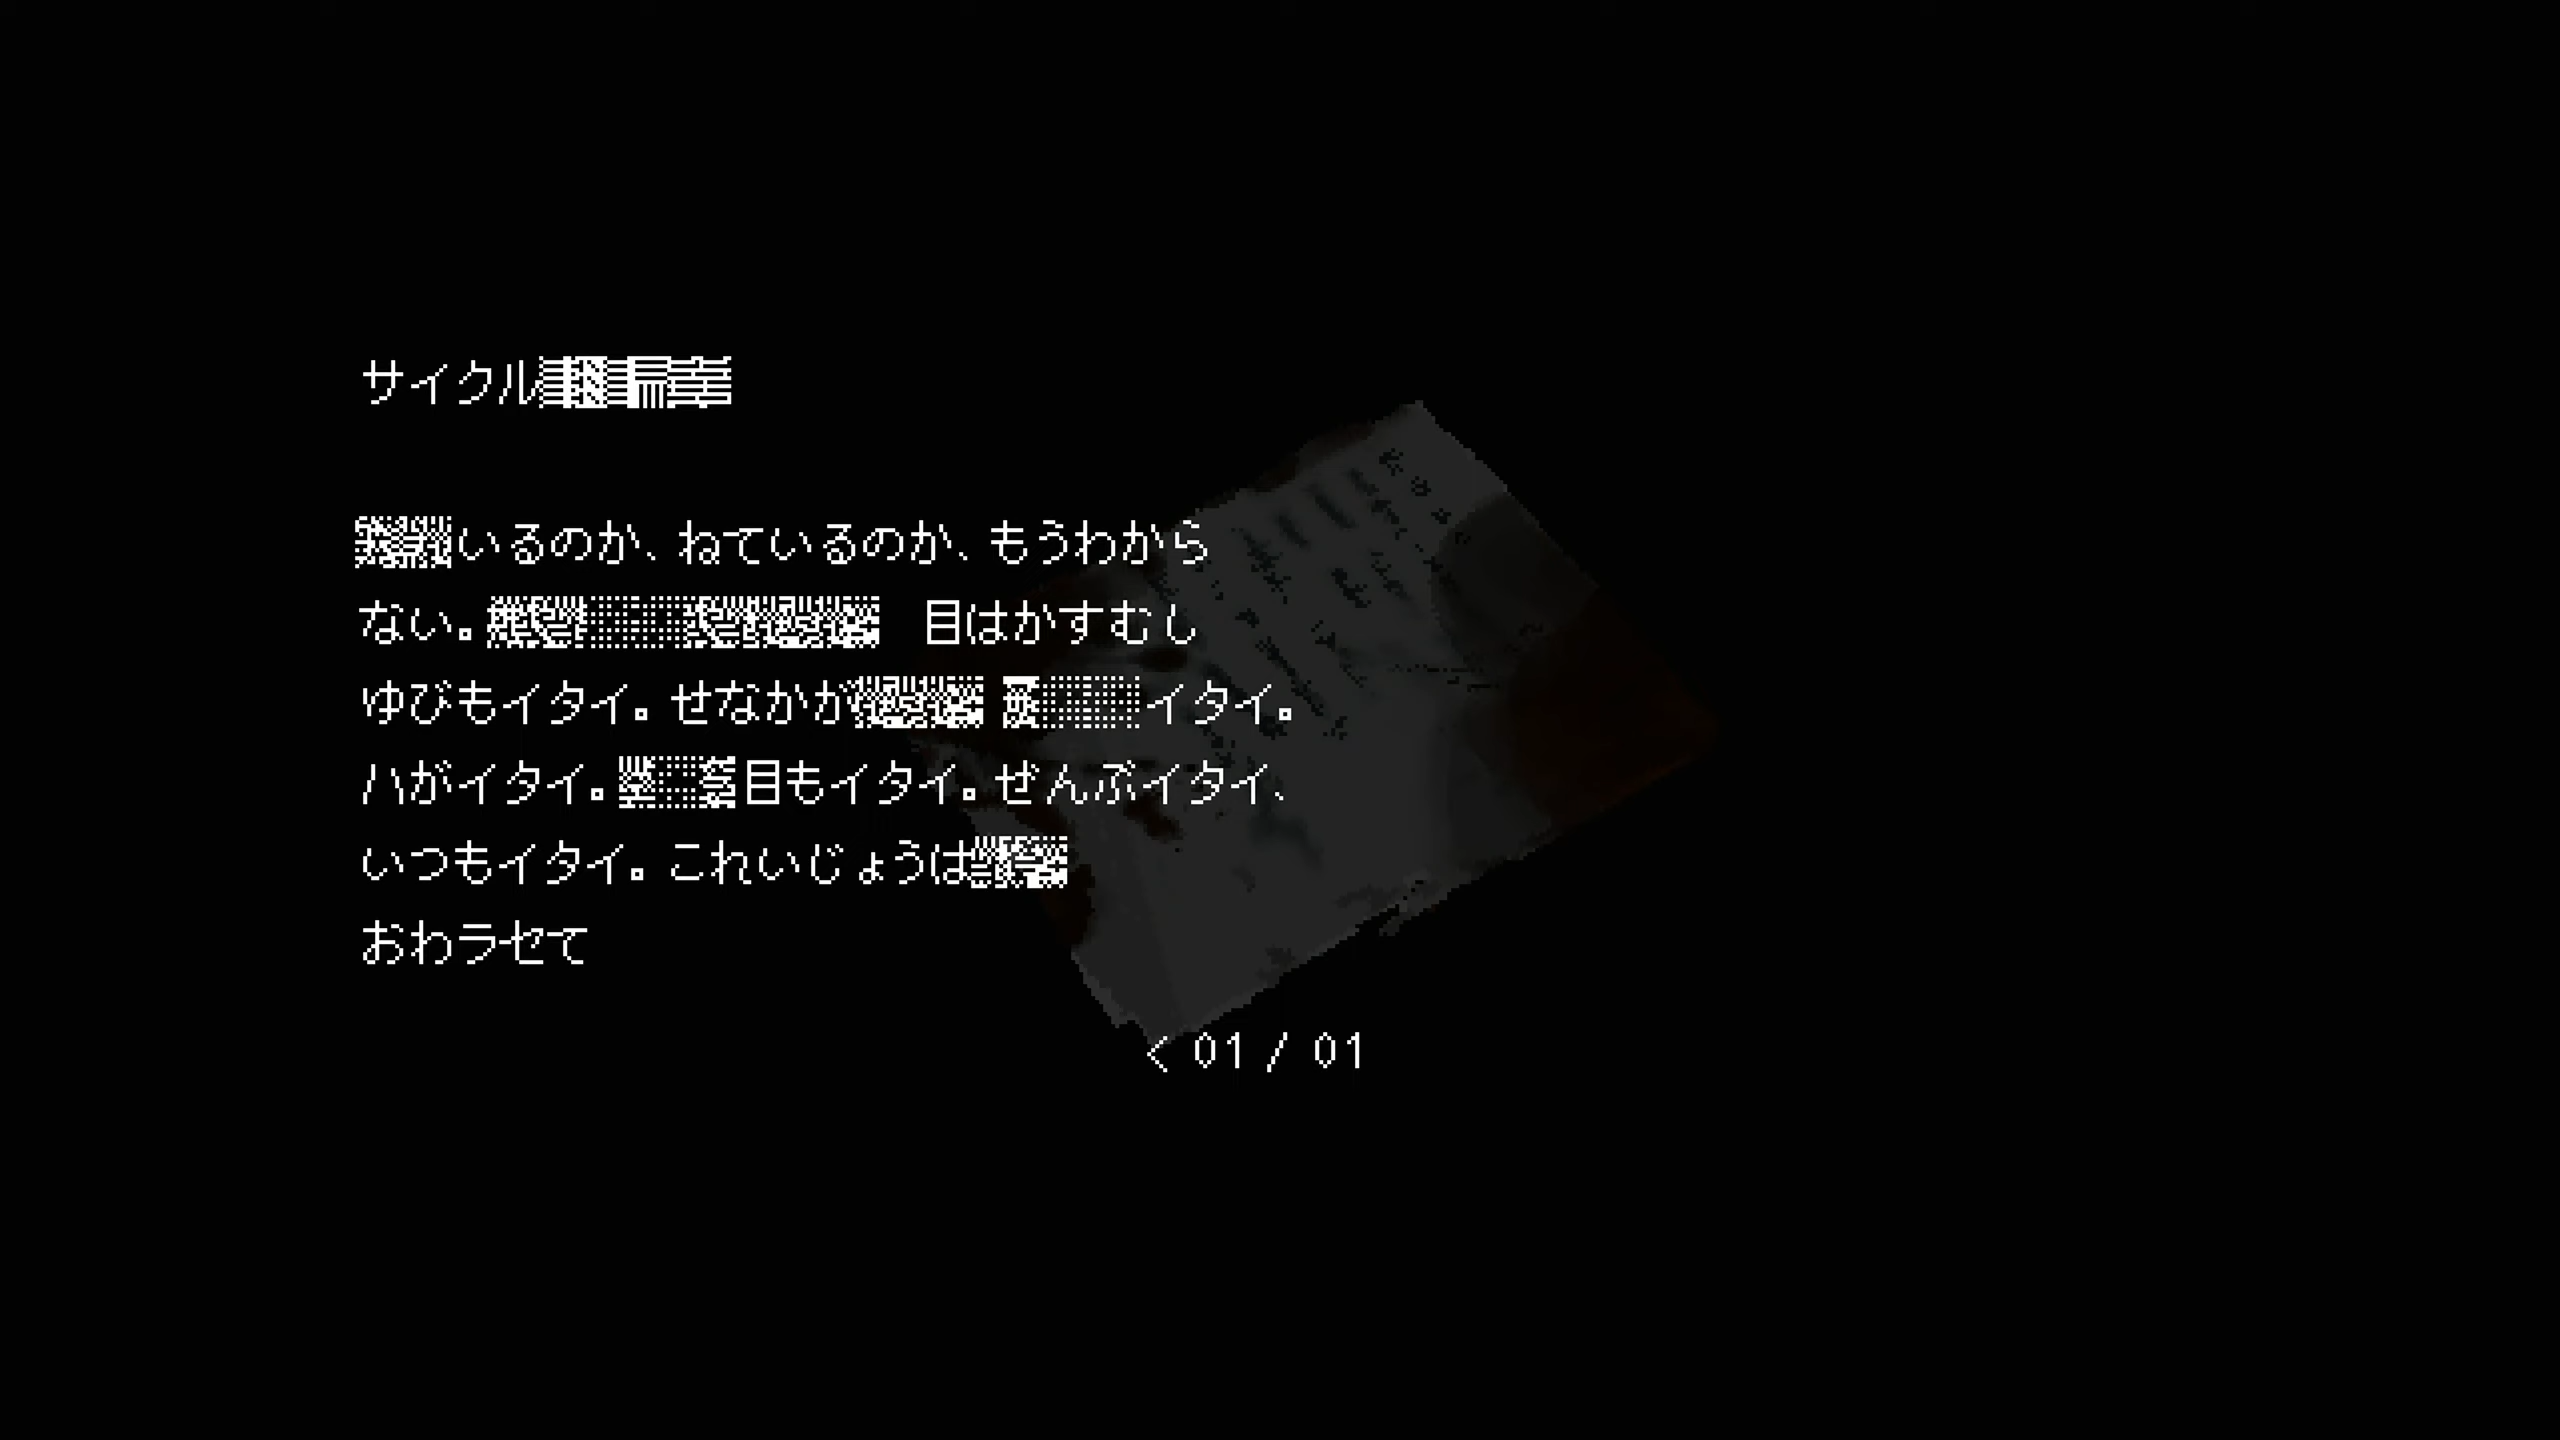 サイクル
いるのか、ねているのか、もうわから
ない。 目はかすむし
ゆびもイタイ。せなかが イタイ。
ハがイタイ。 目もイタイ。ぜんぶイタイ、
いつもイタイ。これいじょうは
おわラセて
< 01 / 01